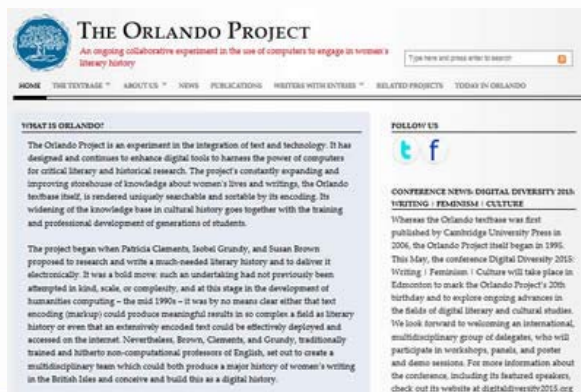 THE ORLANDO PROJECT
An ongoing collaborative experiment in the use of computers to engage in women's
literary history
Type here and press enter to search
HOME THE TEXTBASE ABOUT US NEWS PUBLICATIONS WRITERS WITH ENTRIES RELATED PROJECTS TODAY IN ORLANDO
WHAT IS ORLANDO?
The Orlando Project is an experiment in the integration of text and technology. It has
designed and continues to enhance digital tools to harness the power of computers
for critical literary and historical research. The project's constantly expanding and
improving storehouse of knowledge about women's lives and writings, the Orlando
textbase itself, is rendered uniquely searchable and sortable by its encoding. Its
widening of the knowledge base in cultural history goes together with the training
and professional development of generations of students.
The project began when Patricia Clements, Isobel Grundy, and Susan Brown
proposed to research and write a much-needed literary history and to deliver it
electronically. It was a bold move: such an undertaking had not previously been
attempted in kind, scale, or complexity, and at this stage in the development of
humanities computing – the mid 1990s – it was by no means clear either that text
encoding (markup) could produce meaningful results in so complex a field as literary
history or even that an extensively encoded text could be effectively deployed and
accessed on the internet. Nevertheless, Brown, Clements, and Grundy, traditionally
trained and hitherto non-computational professors of English, set out to create a
multidisciplinary team which could both produce a major history of women's writing
in the British Isles and conceive and build this as a digital history.
FOLLOW US
CONFERENCE NEWS: DIGITAL DIVERSITY 2015:
WRITING | FEMINISM | CULTURE
Whereas the Orlando textbase was first
published by Cambridge University Press in
2006, the Orlando Project itself began in 1995.
This May, the conference Digital Diversity 2015:
Writing | Feminism | Culture will take place in
Edmonton to mark the Orlando Project's 20th
birthday and to explore ongoing advances in
the fields of digital literary and cultural studies.
We look forward to welcoming an international,
multidisciplinary group of delegates, who will
participate in workshops, panels, and poster
and demo sessions. For more information about
the conference, including its featured speakers,
check out its website at digitaldiversity2015.org